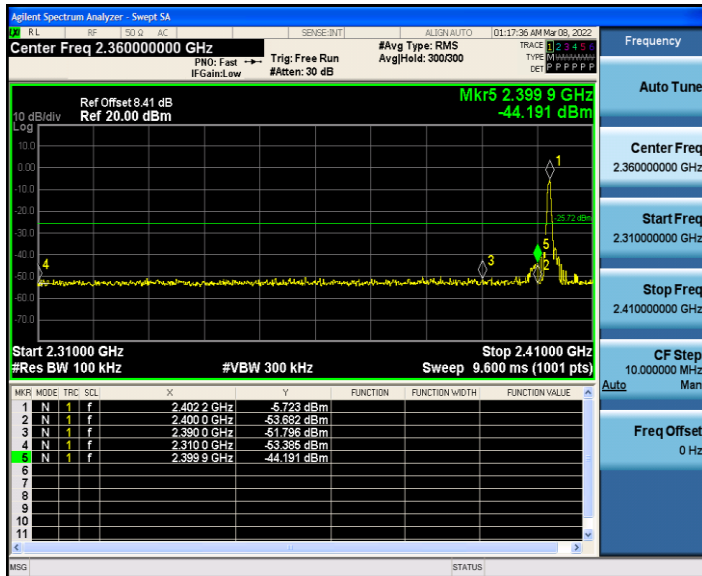 Agilent Spectrum Analyzer - Swept SA
RL RF 50 Ω AC SENSE:INT ALIGN AUTO 01:17:36 AM Mar 08, 2022
Center Freq 2.360000000 GHz
PNO: Fast
IFGain:Low
Trig: Free Run
#Atten: 30 dB
#Avg Type: RMS
Avg|Hold: 300/300
TRACE 1 2 3 4 5 6
TYPE M
DET P P P P P P
Mkr5 2.399 9 GHz
-44.191 dBm
Ref Offset 8.41 dB
10 dB/div Ref 20.00 dBm
Log
10.0
0.00
-10.0
-20.0
-30.0
-40.0
-50.0
-60.0
-70.0
1
-25.72 dBm
5
4
3
2
Start 2.31000 GHz Stop 2.41000 GHz
#Res BW 100 kHz #VBW 300 kHz Sweep 9.600 ms (1001 pts)
MKR MODE TRC SCL X Y FUNCTION FUNCTION WIDTH FUNCTION VALUE
1 N 1 f 2.402 2 GHz -5.723 dBm
2 N 1 f 2.400 0 GHz -53.682 dBm
3 N 1 f 2.390 0 GHz -51.796 dBm
4 N 1 f 2.310 0 GHz -53.385 dBm
5 N 1 f 2.399 9 GHz -44.191 dBm
6
7
8
9
10
11
MSG STATUS
Frequency
Auto Tune
Center Freq
2.360000000 GHz
Start Freq
2.310000000 GHz
Stop Freq
2.410000000 GHz
CF Step
10.000000 MHz
Auto Man
Freq Offset
0 Hz